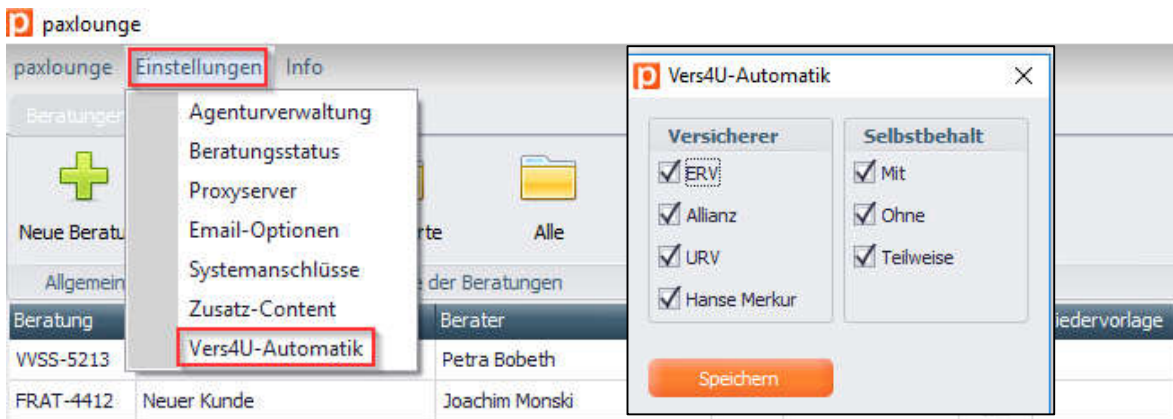 paxlounge
paxlounge Einstellungen Info
Beratungen
Agenturverwaltung
Beratungsstatus
Proxyserver
Email-Optionen
Systemanschlüsse
Zusatz-Content
Vers4U-Automatik
Neue Beratu
rte
Alle
Allgemein
der Beratungen
Beratung
Berater
iedervorlage
VVSS-5213
Petra Bobeth
FRAT-4412 Neuer Kunde Joachim Monski
Vers4U-Automatik
Versicherer
ERV
Allianz
URV
Hanse Merkur
Selbstbehalt
Mit
Ohne
Teilweise
Speichern